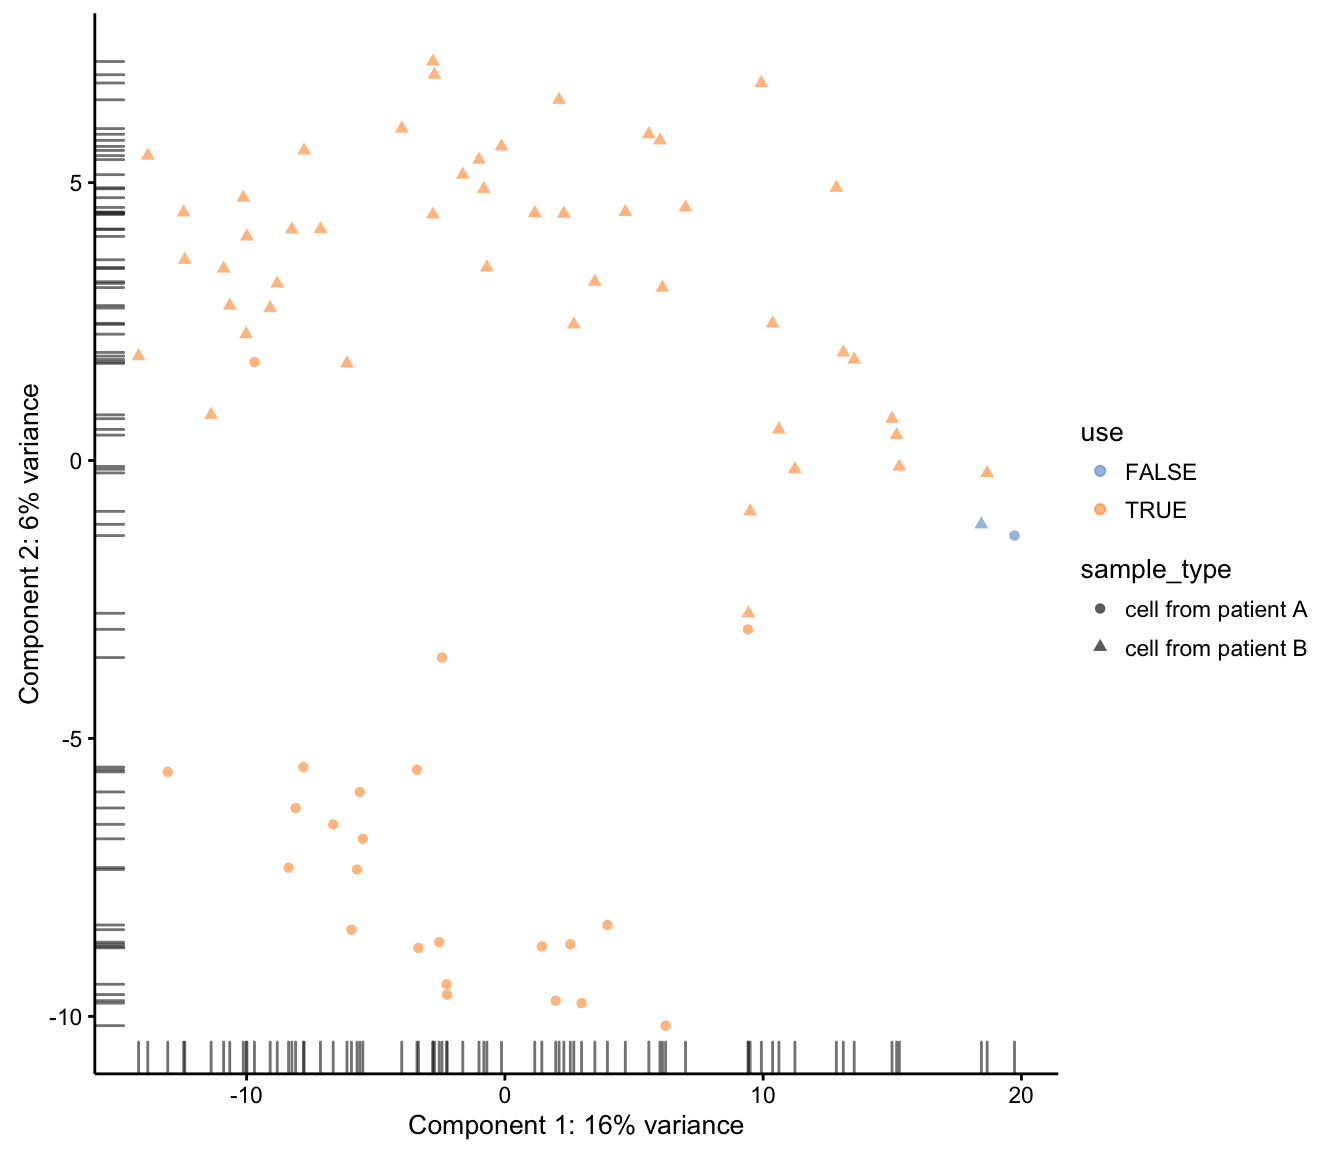 5
0
-5
-10
-10
0
10
20
Component 2: 6% variance
Component 1: 16% variance
use
FALSE
TRUE
sample_type
cell from patient A
cell from patient B